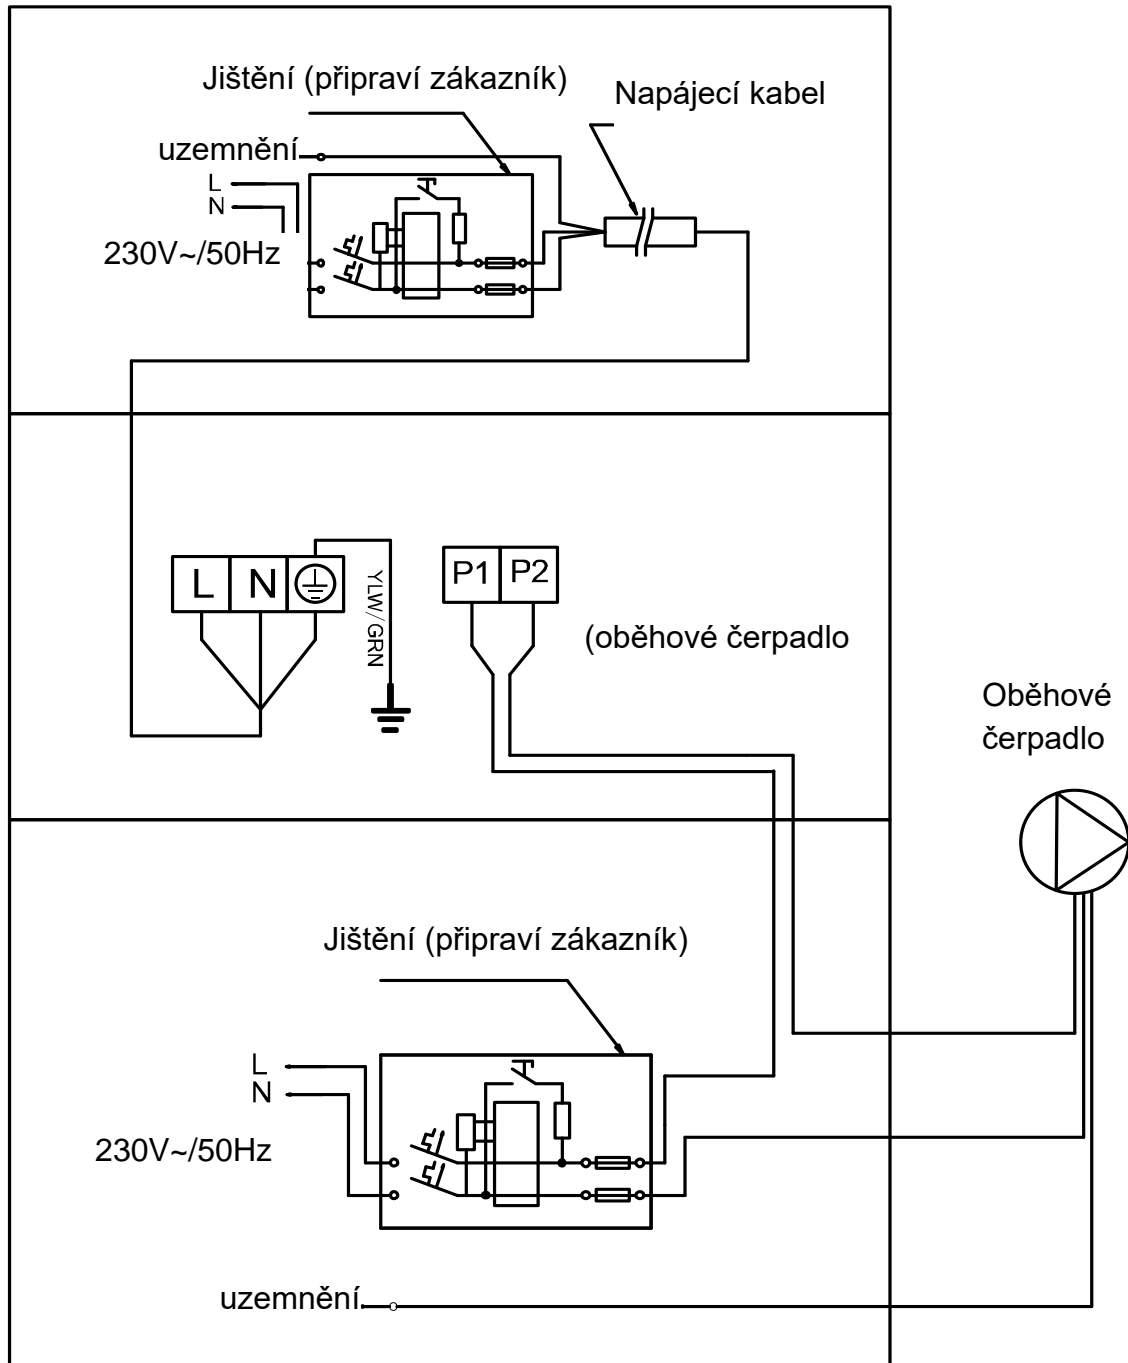 Jištění (připraví zákazník)
Napájecí kabel
uzemnění
L
N
230V~/50Hz
L N
YLW/GRN
P1 P2
(oběhové čerpadlo
Oběhové
čerpadlo
Jištění (připraví zákazník)
L
N
230V~/50Hz
uzemnění